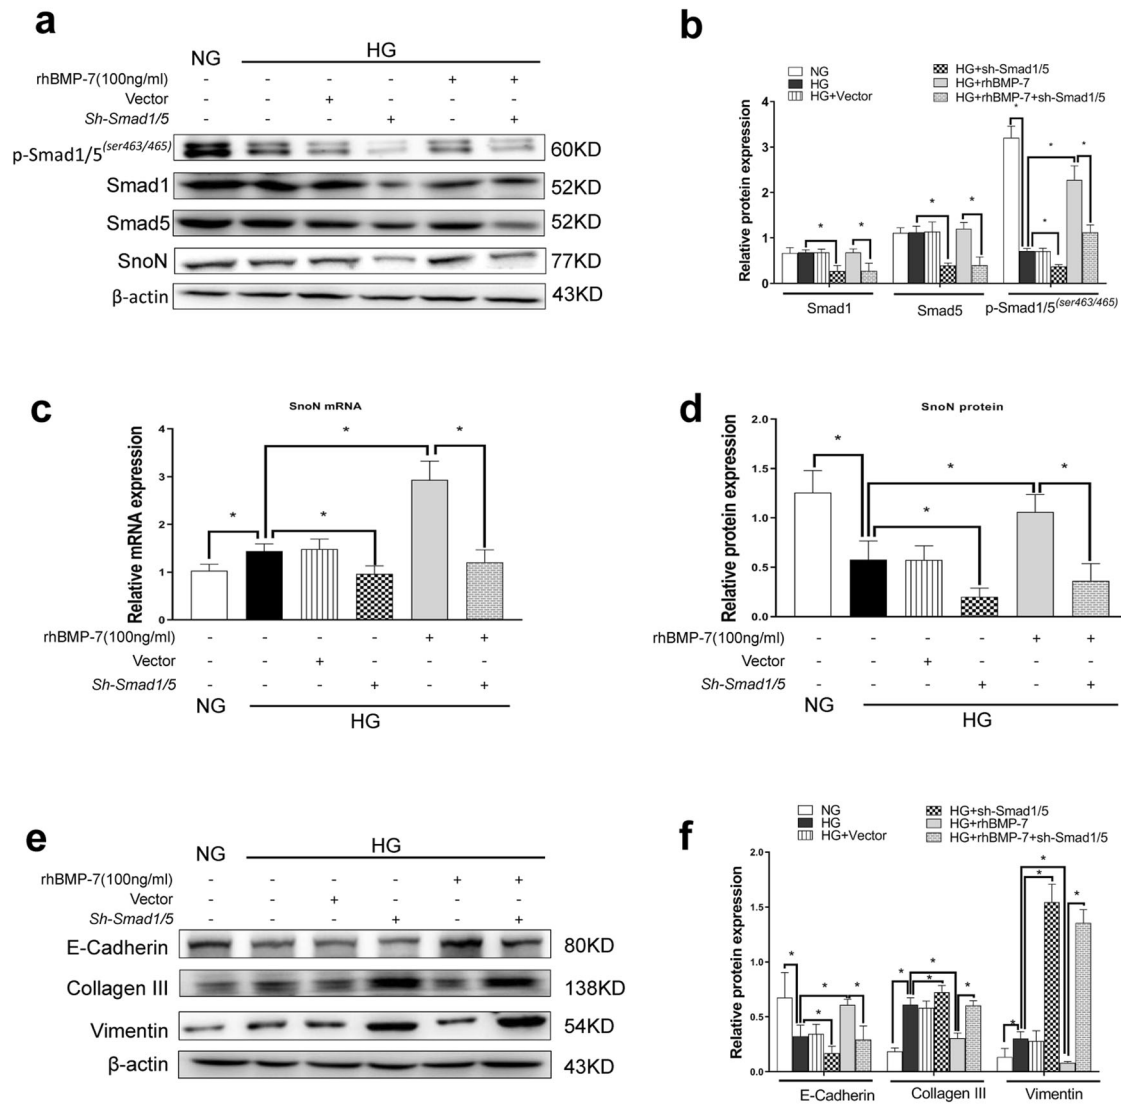 a
NG
HG
rhBMP-7(100ng/ml) - - - - + +
Vector - - + - - -
Sh-Smad1/5 - - - + - +
p-Smad1/5(ser463/465) 60KD
Smad1 52KD
Smad5 52KD
SnoN 77KD
β-actin 43KD
b
NG
HG
HG+Vector
HG+sh-Smad1/5
HG+rhBMP-7
HG+rhBMP-7+sh-Smad1/5
Relative protein expression
4
3
2
1
0
* * * * * * * *
Smad1 Smad5 p-Smad1/5(ser463/465)
c
SnoN mRNA
Relative mRNA expression
4
3
2
1
0
* * * *
rhBMP-7(100ng/ml) - - - - + +
Vector - - + - - -
Sh-Smad1/5 - - - + - +
NG
HG
d
SnoN protein
Relative protein expression
2.0
1.5
1.0
0.5
0.0
* * * *
rhBMP-7(100ng/ml) - - - - + +
Vector - - + - - -
Sh-Smad1/5 - - - + - +
NG
HG
e
NG
HG
rhBMP-7(100ng/ml) - - - - + +
Vector - - + - - -
Sh-Smad1/5 - - - + - +
E-Cadherin 80KD
Collagen III 138KD
Vimentin 54KD
β-actin 43KD
f
NG
HG
HG+Vector
HG+sh-Smad1/5
HG+rhBMP-7
HG+rhBMP-7+sh-Smad1/5
Relative protein expression
2.0
1.5
1.0
0.5
0.0
* * * * * * * * * * * *
E-Cadherin Collagen III Vimentin